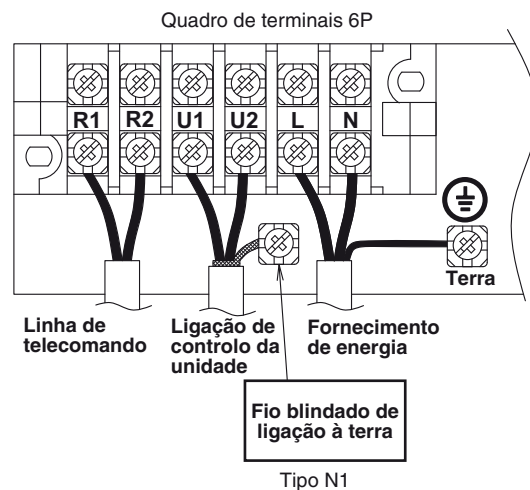 Quadro de terminais 6P
R1 R2 U1 U2 L N
Terra
Linha de
telecomando
Ligação de
controlo da
unidade
Fornecimento
de energia
Fio blindado de
ligação à terra
Tipo N1